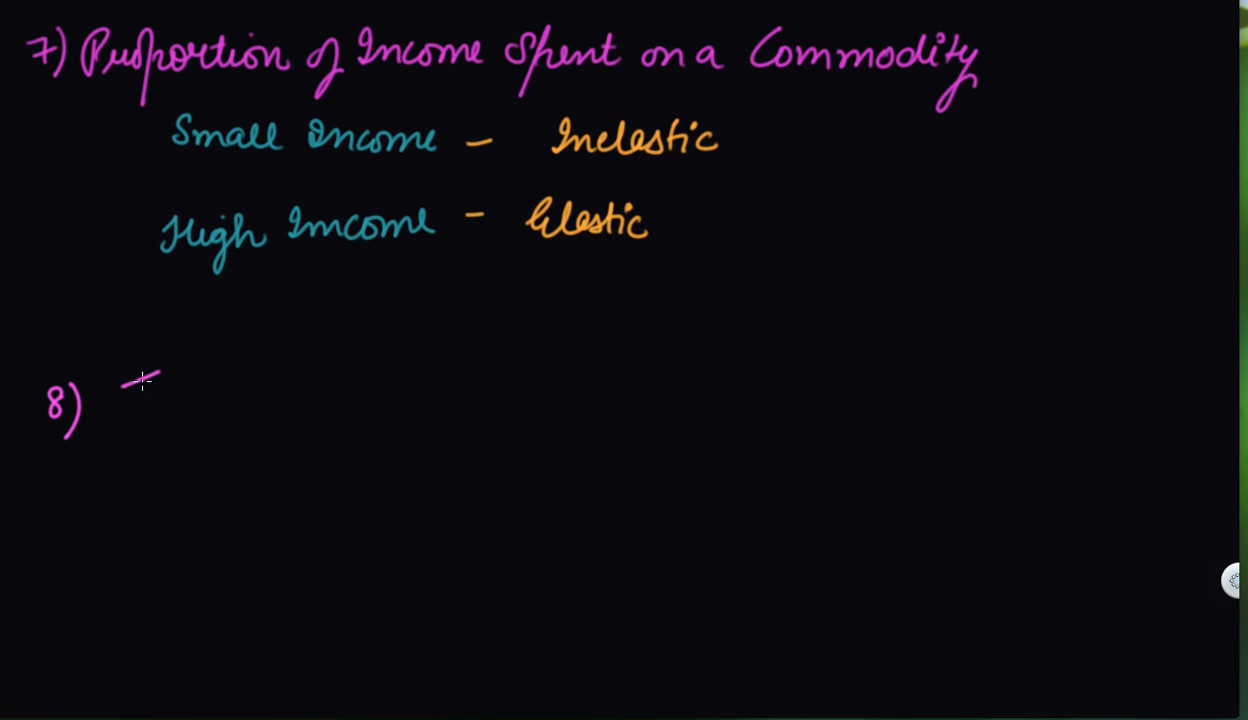 7) Proportion of Income Spent on a Commodity
Small Income - Inelastic
High Income - Elastic
8)